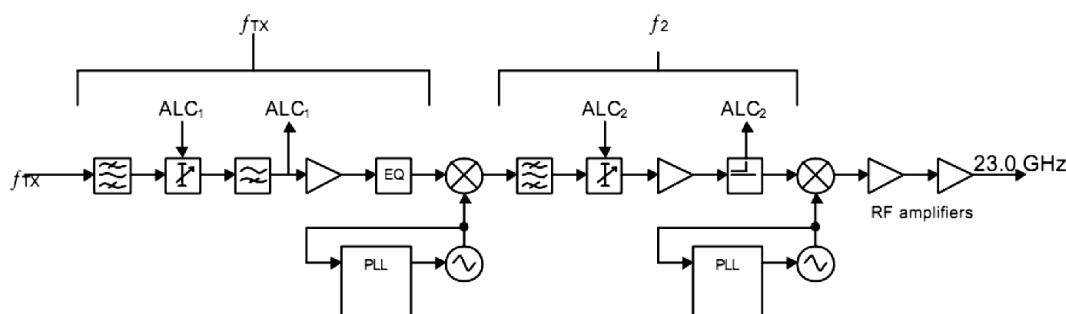 fTX f2
ALC1 ALC1 ALC2 ALC2
fTX EQ 23.0 GHz
RF amplifiers
PLL PLL